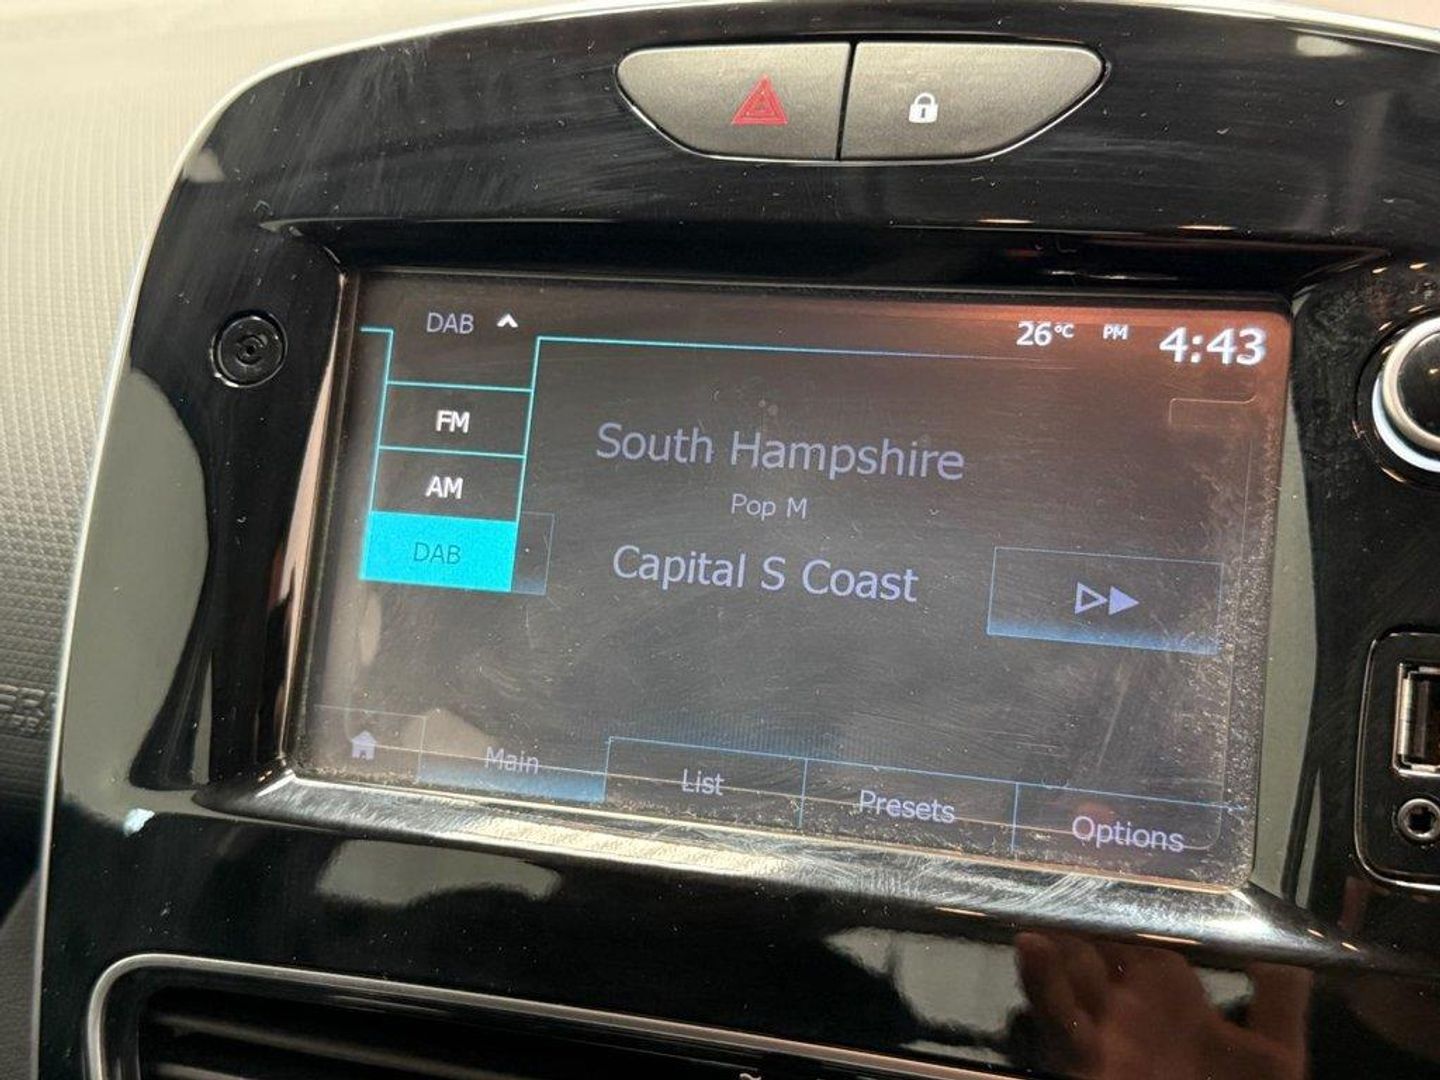 DAB
26°C PM 4:43
FM
AM
DAB
South Hampshire
Pop M
Capital S Coast
Main
List
Presets
Options